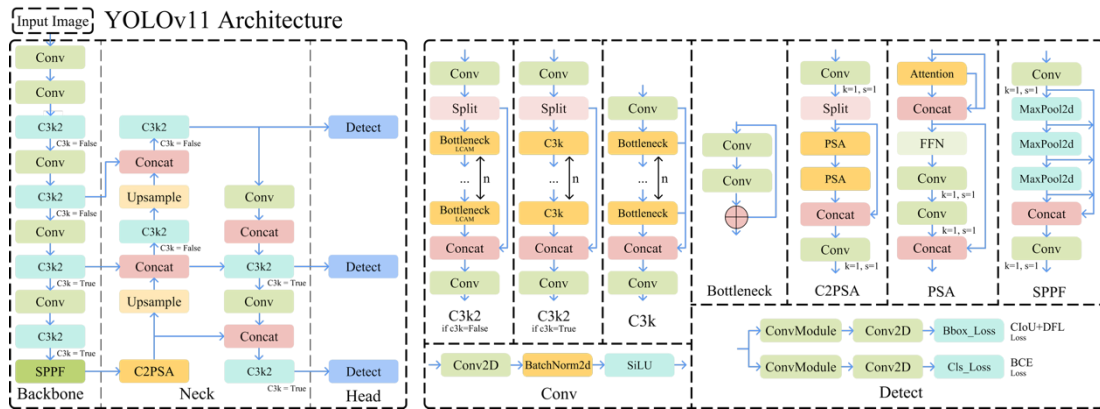 Input Image
YOLOv11 Architecture
Conv
Conv
C3k2
C3k = False
Conv
C3k2
C3k = False
Conv
C3k2
C3k = True
Conv
C3k2
C3k = True
SPPF
Backbone
C3k2
C3k = False
Concat
Upsample
C3k2
C3k = False
Concat
Upsample
C2PSA
Conv
Concat
C3k2
C3k = True
Conv
Concat
C3k2
C3k = True
Neck
Detect
Detect
Detect
Head
Conv
Split
Bottleneck
LCAM
...
n
Bottleneck
LCAM
Concat
Conv
C3k2
if c3k=False
Conv
Split
C3k
...
n
C3k
Concat
Conv
C3k2
if c3k=True
Conv
Bottleneck
...
n
Bottleneck
Concat
Conv
C3k
Conv
Conv
Bottleneck
Conv
k=1, s=1
Split
PSA
PSA
Concat
Conv
k=1, s=1
C2PSA
Attention
Concat
FFN
Conv
k=1, s=1
Conv
k=1, s=1
Concat
PSA
Conv
k=1, s=1
MaxPool2d
MaxPool2d
MaxPool2d
Concat
Conv
k=1, s=1
SPPF
Conv2D
BatchNorm2d
SiLU
Conv
ConvModule
Conv2D
Bbox_Loss
CIoU+DFL
Loss
ConvModule
Conv2D
Cls_Loss
BCE
Loss
Detect